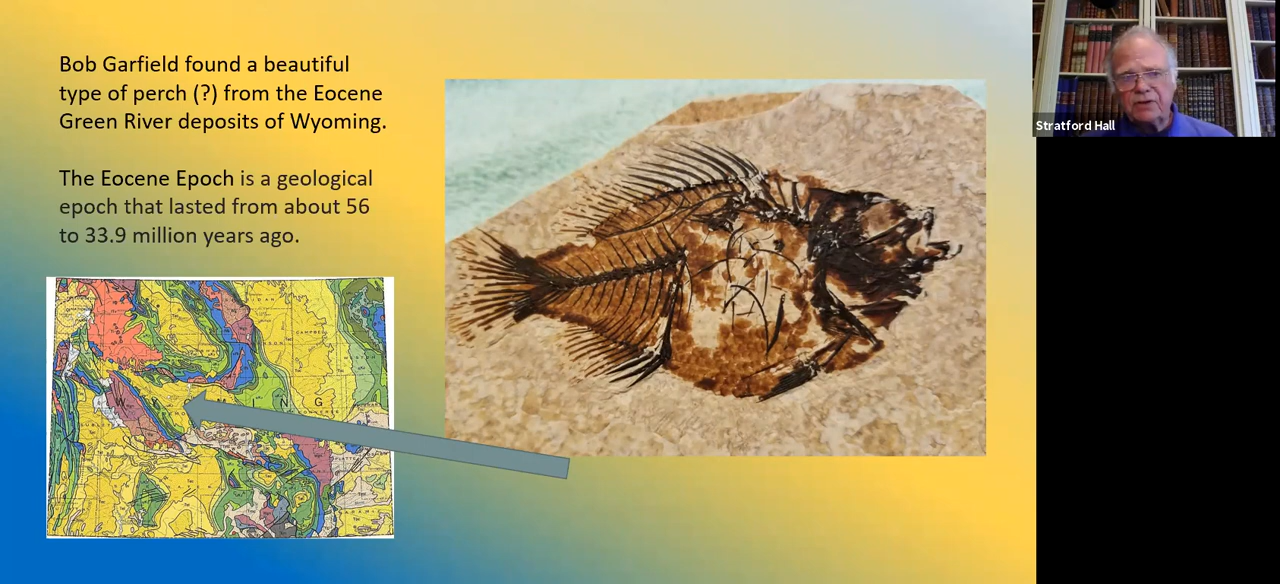 Bob Garfield found a beautiful
type of perch (?) from the Eocene
Green River deposits of Wyoming.
The Eocene Epoch is a geological
epoch that lasted from about 56
to 33.9 million years ago.
Stratford Hall
W
I N G